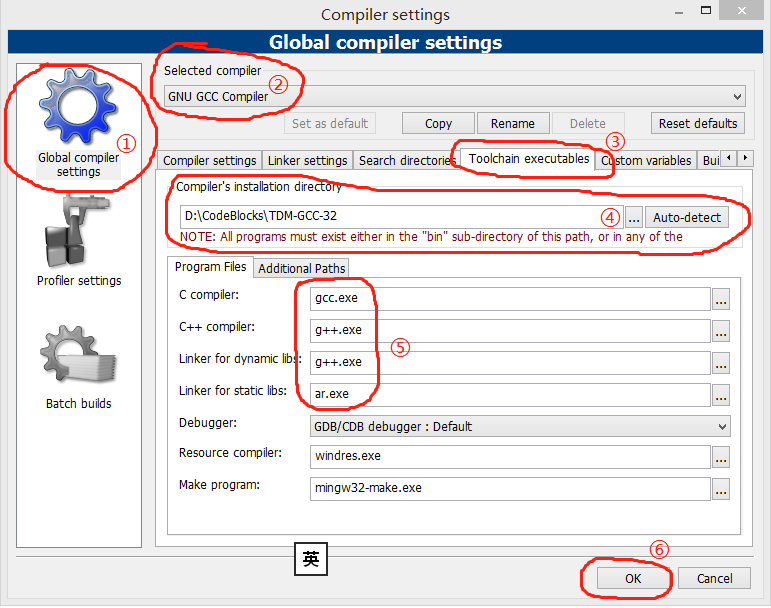 Compiler settings
Global compiler settings
① Global compiler settings
Profiler settings
Batch builds
Selected compiler ②
GNU GCC Compiler
Set as default Copy Rename Delete Reset defaults
③
Compiler settings Linker settings Search directories Toolchain executables Custom variables Bui
Compiler's installation directory
D:\CodeBlocks\TDM-GCC-32 ④ ... Auto-detect
NOTE: All programs must exist either in the "bin" sub-directory of this path, or in any of the
Program Files Additional Paths
C compiler: gcc.exe ...
C++ compiler: g++.exe ...
⑤
Linker for dynamic libs: g++.exe ...
Linker for static libs: ar.exe ...
Debugger: GDB/CDB debugger : Default
Resource compiler: windres.exe ...
Make program: mingw32-make.exe ...
英
⑥
OK Cancel